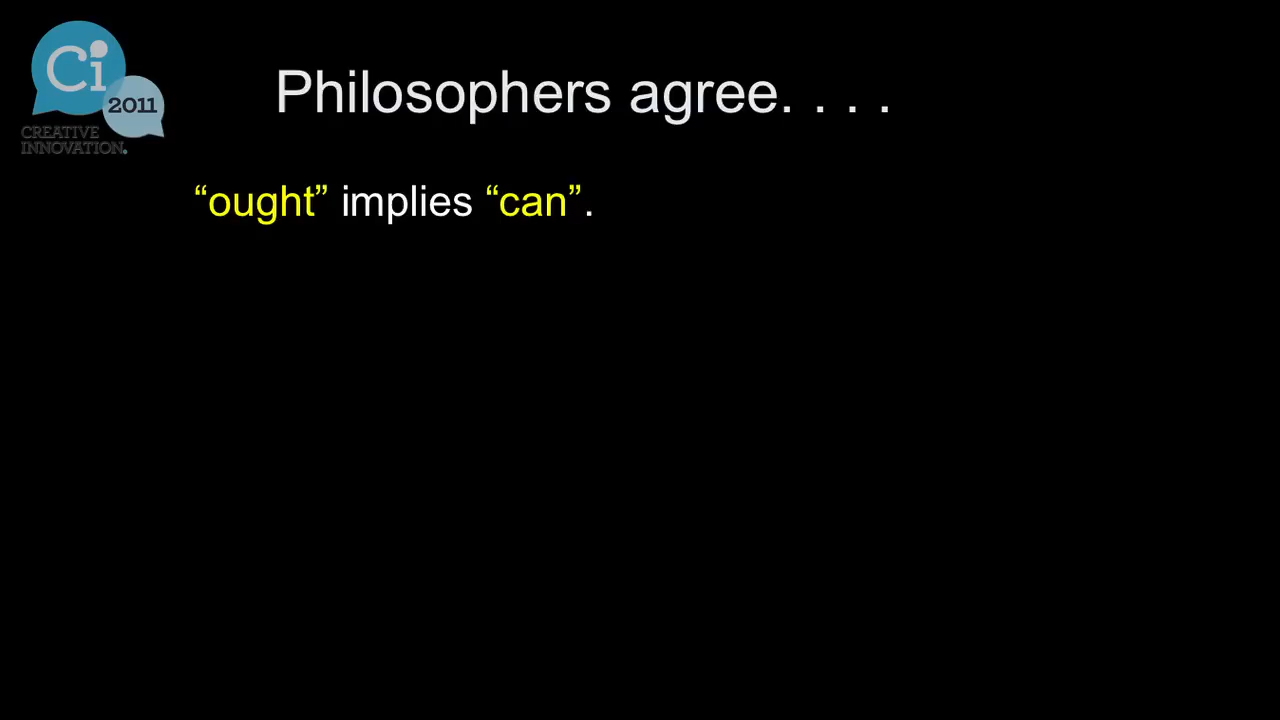 Ci
2011
CREATIVE
INNOVATION.
Philosophers agree. . . .
“ought” implies “can”.